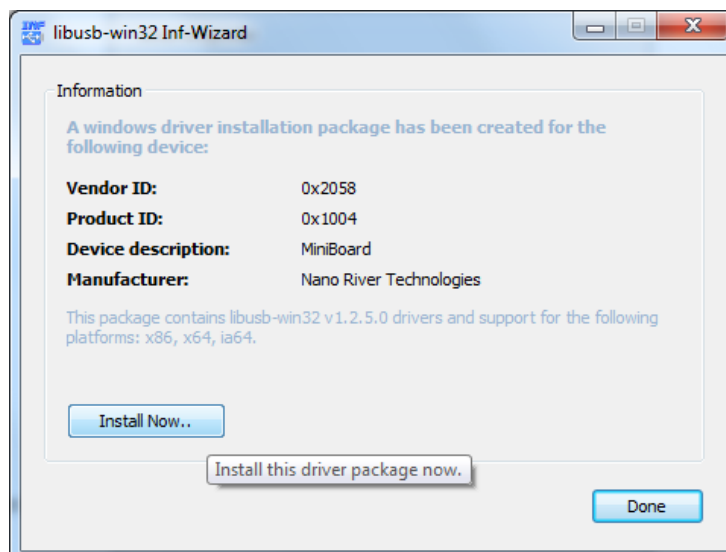 INF
libusb-win32 Inf-Wizard
Information
A windows driver installation package has been created for the
following device:
Vendor ID: 0x2058
Product ID: 0x1004
Device description: MiniBoard
Manufacturer: Nano River Technologies
This package contains libusb-win32 v1.2.5.0 drivers and support for the following
platforms: x86, x64, ia64.
Install Now..
Install this driver package now.
Done